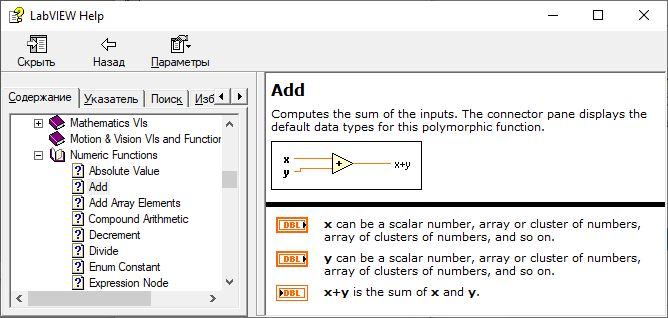 LabVIEW Help
Скрыть Назад Параметры
Содержание Указатель Поиск Изб
Mathematics VIs
Motion & Vision VIs and Function
Numeric Functions
Absolute Value
Add
Add Array Elements
Compound Arithmetic
Decrement
Divide
Enum Constant
Expression Node
Add
Computes the sum of the inputs. The connector pane displays the
default data types for this polymorphic function.
x
y
+
x+y
DBL x can be a scalar number, array or cluster of numbers,
array of clusters of numbers, and so on.
DBL y can be a scalar number, array or cluster of numbers,
array of clusters of numbers, and so on.
DBL x+y is the sum of x and y.